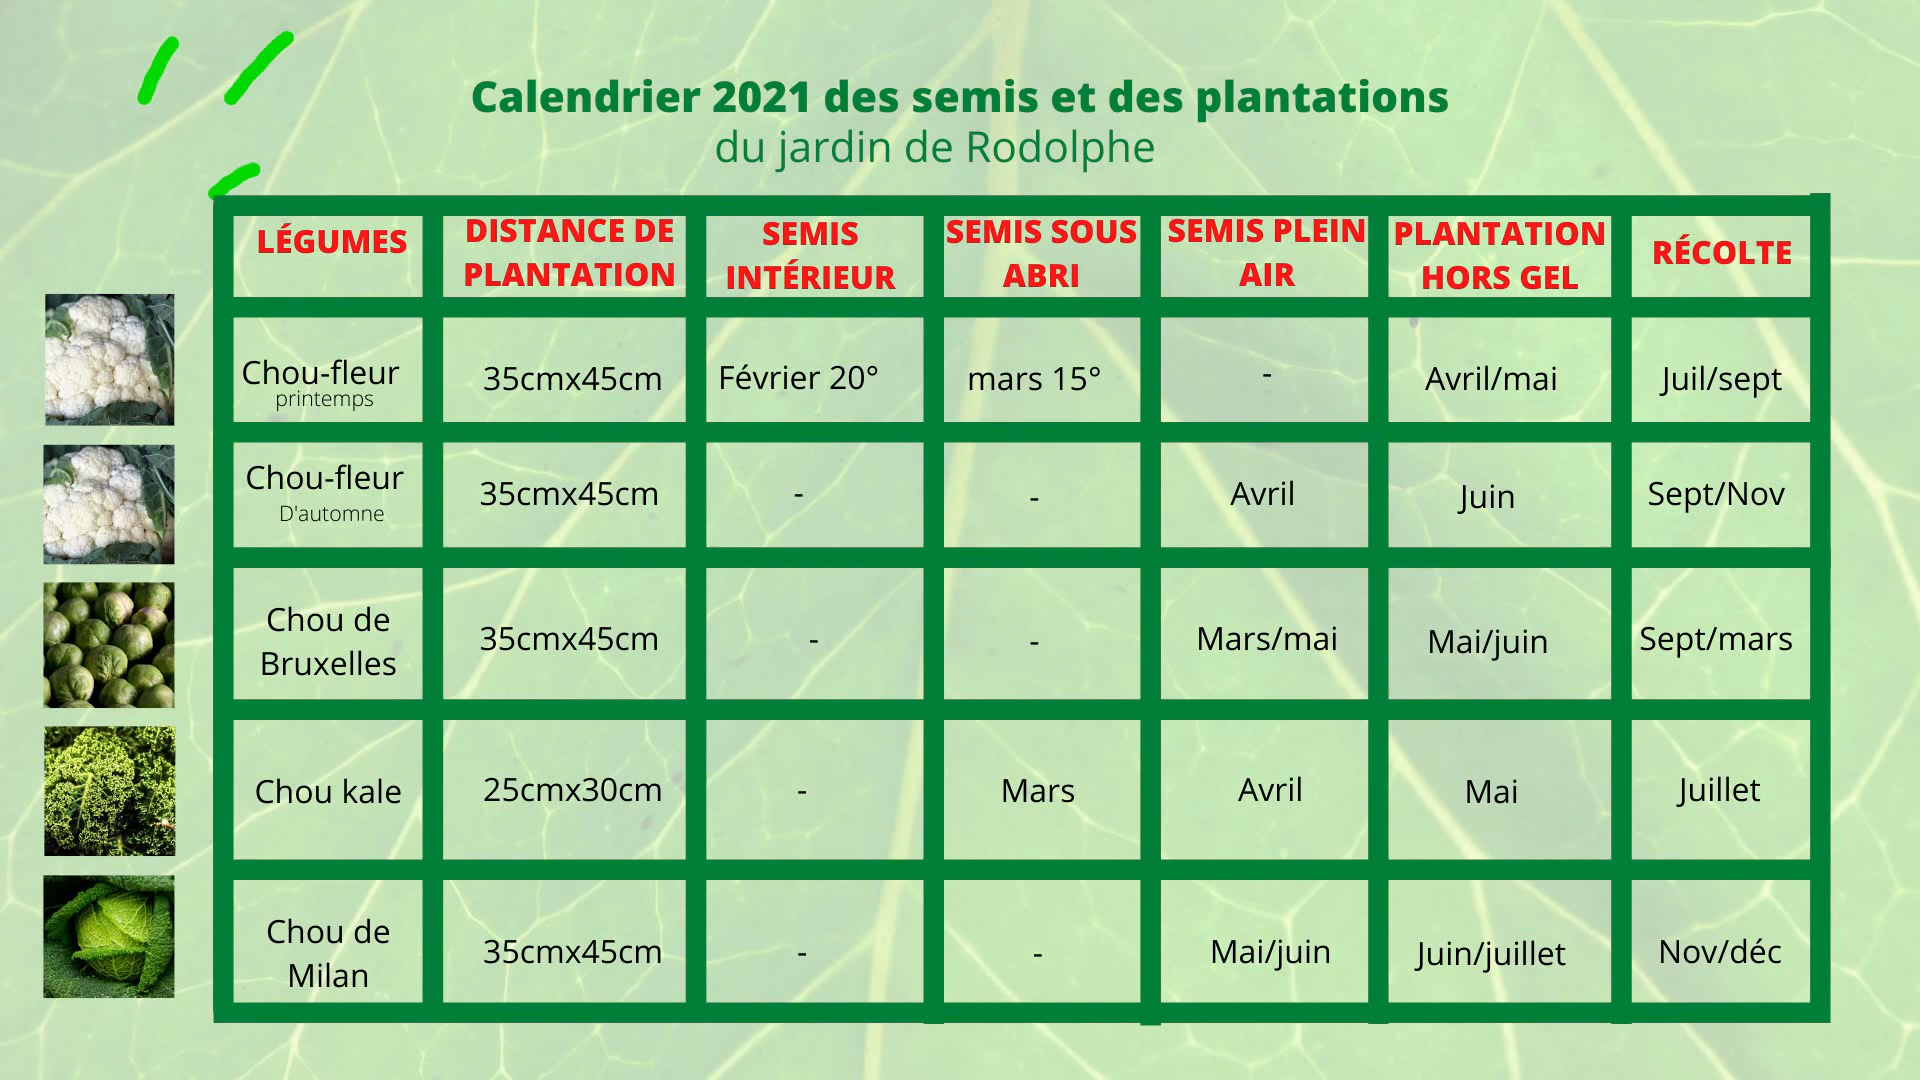 Calendrier 2021 des semis et des plantations
du jardin de Rodolphe
LÉGUMES
DISTANCE DE
PLANTATION
SEMIS
INTÉRIEUR
SEMIS SOUS
ABRI
SEMIS PLEIN
AIR
PLANTATION
HORS GEL
RÉCOLTE
Chou-fleur
printemps
35cmx45cm
Février 20°
mars 15°
-
Avril/mai
Juil/sept
Chou-fleur
D'automne
35cmx45cm
-
-
Avril
Juin
Sept/Nov
Chou de
Bruxelles
35cmx45cm
-
-
Mars/mai
Mai/juin
Sept/mars
Chou kale
25cmx30cm
-
Mars
Avril
Mai
Juillet
Chou de
Milan
35cmx45cm
-
-
Mai/juin
Juin/juillet
Nov/déc